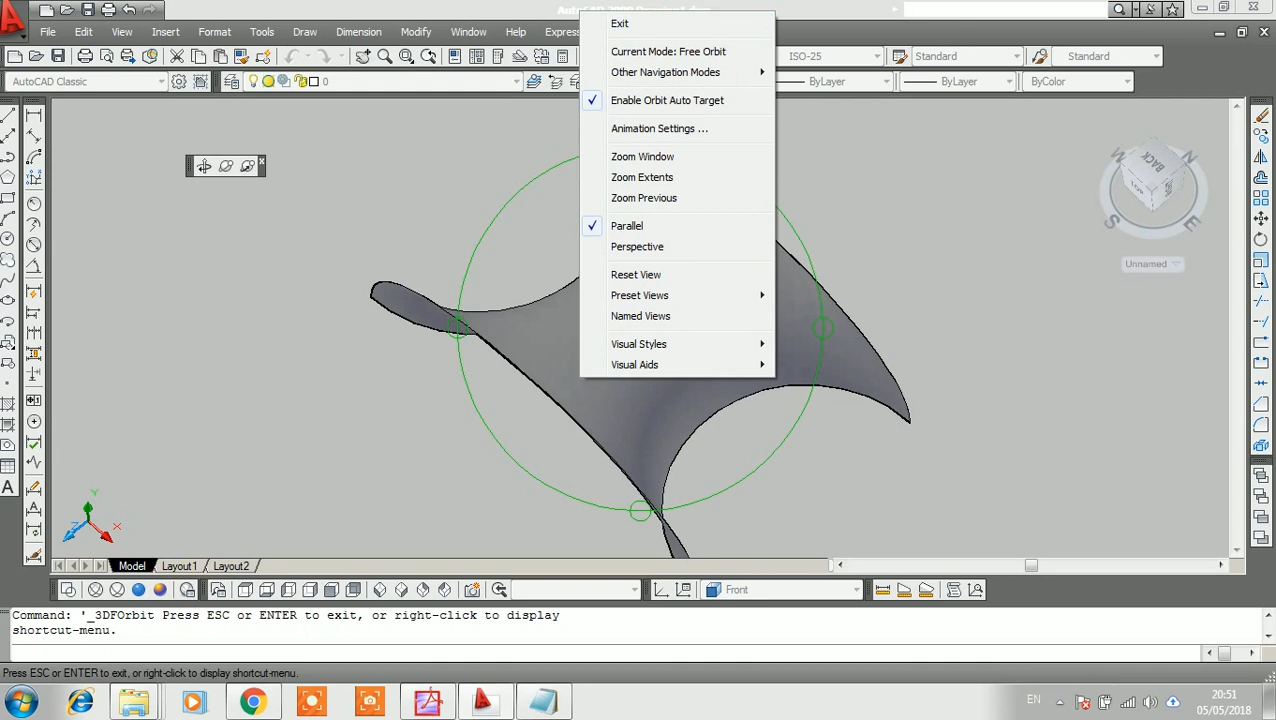 Exit
File
Edit
View
Insert
Format
Tools
Draw
Dimension
Modify
Window
Help
Express
Current Mode: Free Orbit
ISO-25
Standard
Standard
Other Navigation Modes
AutoCAD Classic
0
ByLayer
ByLayer
ByColor
Enable Orbit Auto Target
Animation Settings ...
Zoom Window
Zoom Extents
Zoom Previous
Parallel
Perspective
Reset View
Preset Views
Named Views
Visual Styles
Visual Aids
N
BACK
TOP
S
E
Unnamed
Y
Z
X
Model
Layout1
Layout2
Front
Command: '_3DFOrbit Press ESC or ENTER to exit, or right-click to display
shortcut-menu.
Press ESC or ENTER to exit, or right-click to display shortcut-menu.
EN
20:51
05/05/2018